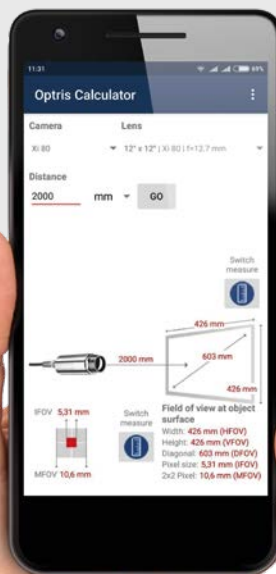 11:31
69%
Optris Calculator
Camera Lens
Xi 80 12° x 12° | Xi 80 | f=12,7 mm
Distance
2000 mm GO
Switch
measure
426 mm
603 mm
2000 mm
426 mm
IFOV 5,31 mm
MFOV 10,6 mm
Switch
measure
Field of view at object
surface
Width: 426 mm (HFOV)
Height: 426 mm (VFOV)
Diagonal: 603 mm (DFOV)
Pixel size: 5,31 mm (IFOV)
2x2 Pixel: 10,6 mm (MFOV)